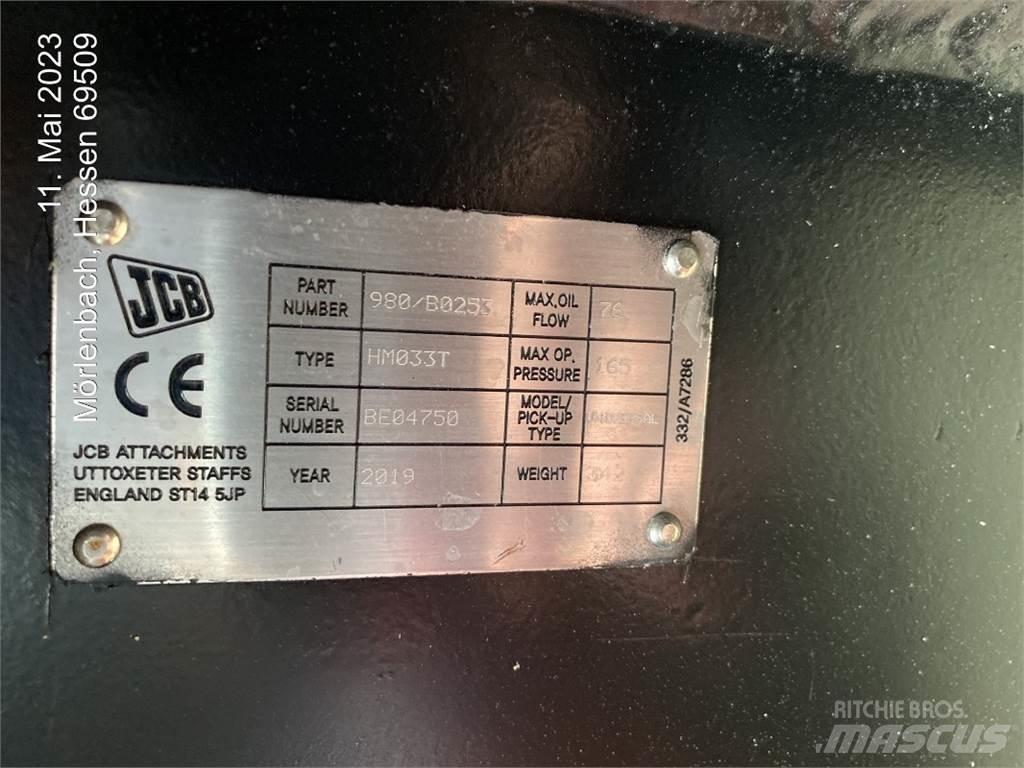 11. Mai 2023
Mörlenbach, Hessen 69509
JCB
CE
JCB ATTACHMENTS
UTTOXETER STAFFS
ENGLAND ST14 5JP
PART NUMBER 980/B0253 MAX.OIL FLOW 76
TYPE HM033T MAX OP. PRESSURE 165
SERIAL NUMBER BE04750 MODEL/ PICK-UP TYPE UNIVERSAL
YEAR 2019 WEIGHT
332/A7286
RITCHIE BROS.
MASCUS